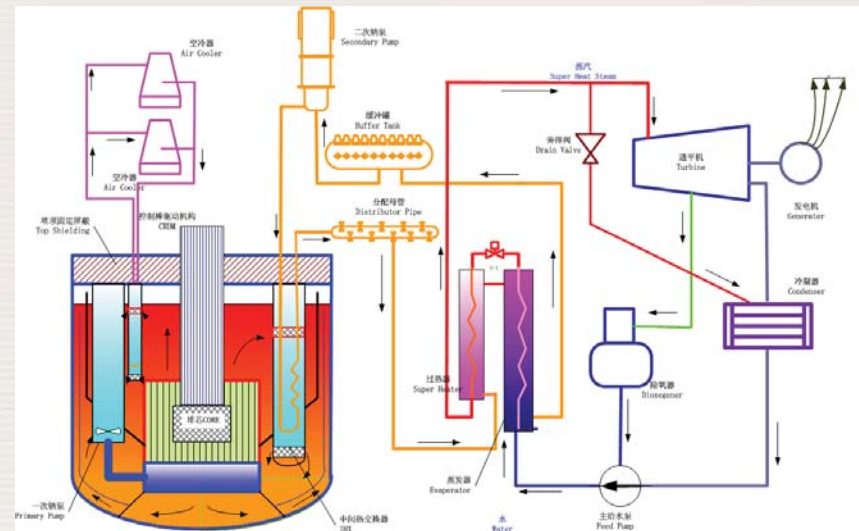 二次钠泵
Secondary Pump
空冷器
Air Cooler
蒸汽
Super Heat Steam
缓冲罐
Buffer Tank
旁排阀
Drain Valve
透平机
Turbine
空冷器
Air Cooler
发电机
Generator
分配母管
Distributor Pipe
控制棒驱动机构
CRDM
堆顶固定屏蔽
Top Shielding
冷凝器
Condenser
过热器
Super Heater
除氧器
Dioxogener
堆芯CORE
蒸发器
Evaporator
一次钠泵
Primary Pump
中间热交换器
IHX
水
Water
主给水泵
Feed Pump